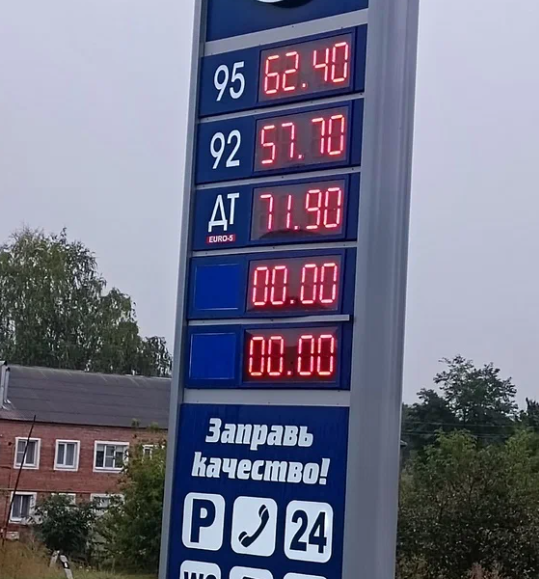 95 62.40
92 57.70
ДТ 71.90
EURO-5
00.00
00.00
Заправь
качество!
P 24